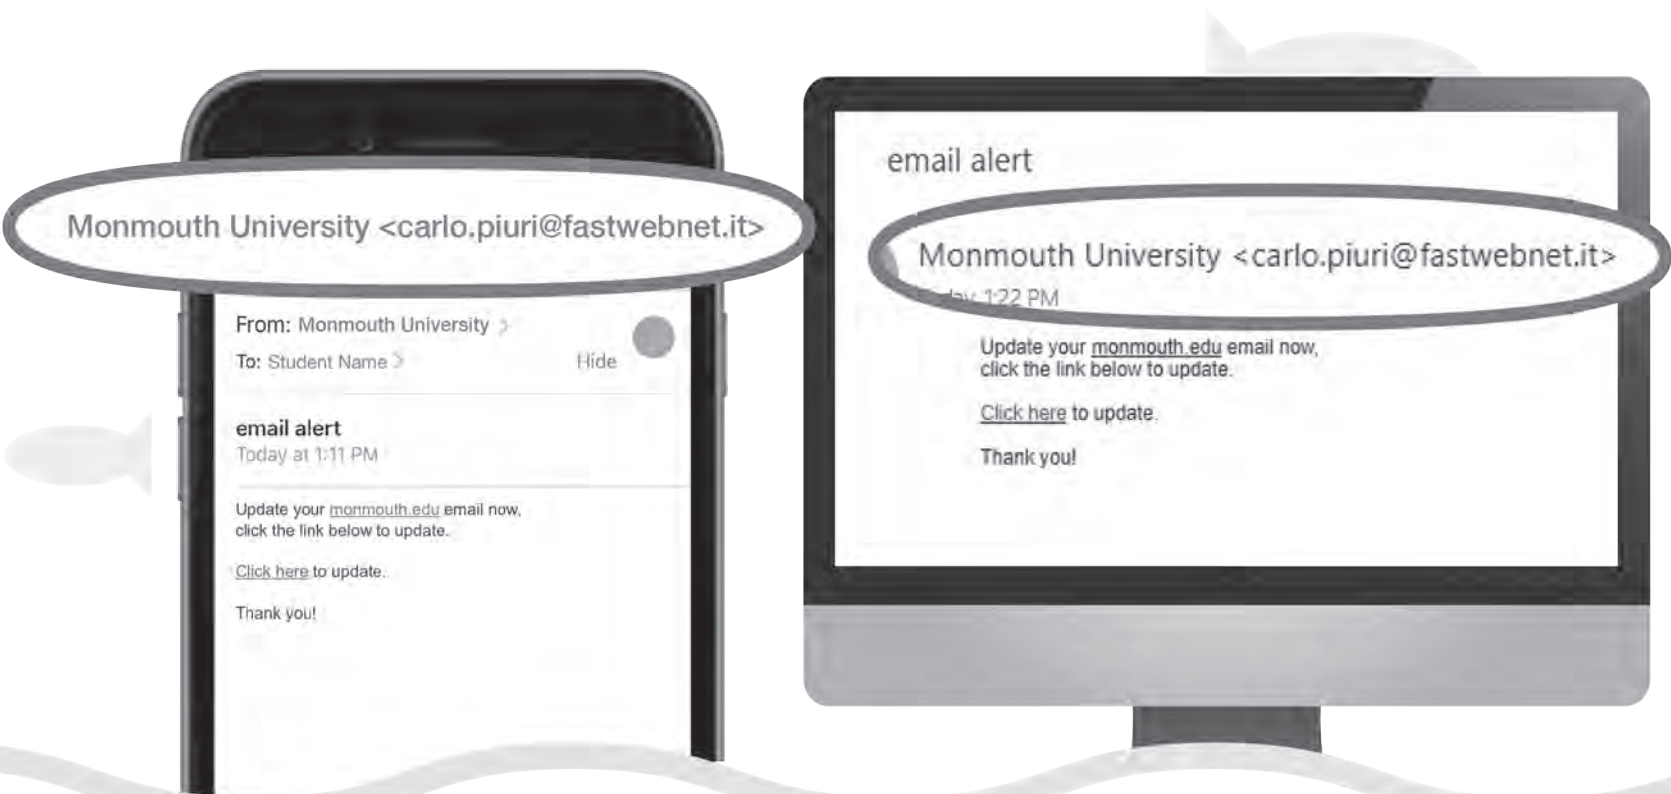 Monmouth University <carlo.piuri@fastwebnet.it>
From: Monmouth University >
To: Student Name > Hide
email alert
Today at 1:11 PM
Update your monmouth.edu email now,
click the link below to update.
Click here to update.
Thank you!
email alert
Monmouth University <carlo.piuri@fastwebnet.it>
1:22 PM
Update your monmouth.edu email now,
click the link below to update.
Click here to update.
Thank you!